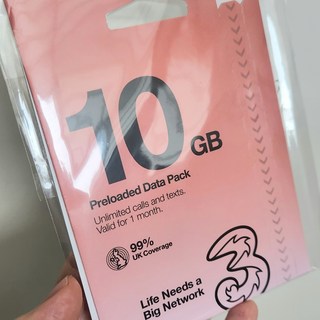 10 GB
Preloaded Data Pack
Unlimited calls and texts.
Valid for 1 month.
99%
UK Coverage
Life Needs a
Big Network
3